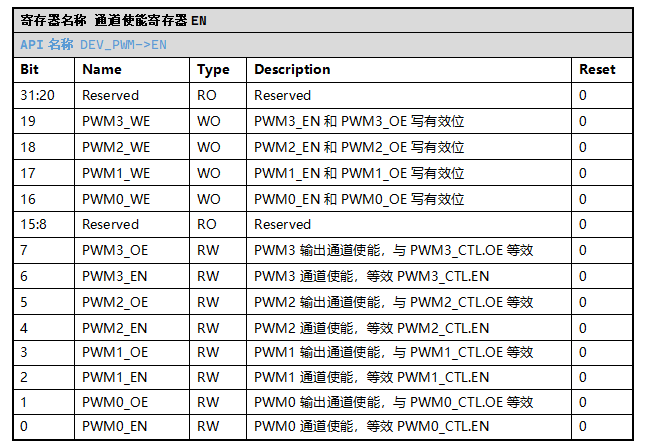 寄存器名称 通道使能寄存器 EN
API 名称 DEV_PWM->EN
Bit Name Type Description Reset
31:20 Reserved RO Reserved 0
19 PWM3_WE WO PWM3_EN 和 PWM3_OE 写有效位 0
18 PWM2_WE WO PWM2_EN 和 PWM2_OE 写有效位 0
17 PWM1_WE WO PWM1_EN 和 PWM1_OE 写有效位 0
16 PWM0_WE WO PWM0_EN 和 PWM0_OE 写有效位 0
15:8 Reserved RO Reserved 0
7 PWM3_OE RW PWM3 输出通道使能，与 PWM3_CTL.OE 等效 0
6 PWM3_EN RW PWM3 通道使能，等效 PWM3_CTL.EN 0
5 PWM2_OE RW PWM2 输出通道使能，与 PWM2_CTL.OE 等效 0
4 PWM2_EN RW PWM2 通道使能，等效 PWM2_CTL.EN 0
3 PWM1_OE RW PWM1 输出通道使能，与 PWM1_CTL.OE 等效 0
2 PWM1_EN RW PWM1 通道使能，等效 PWM1_CTL.EN 0
1 PWM0_OE RW PWM0 输出通道使能，与 PWM0_CTL.OE 等效 0
0 PWM0_EN RW PWM0 通道使能，等效 PWM0_CTL.EN 0